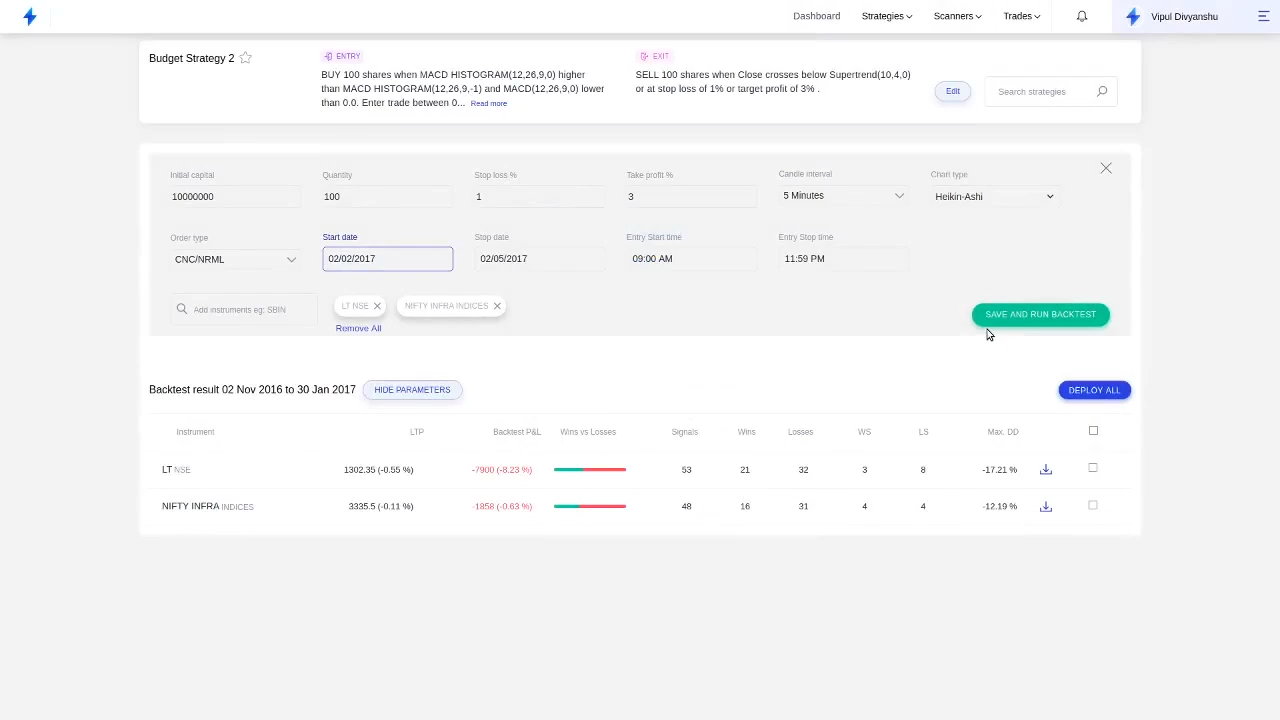 Dashboard Strategies Scanners Trades Vipul Divyanshu
Budget Strategy 2
ENTRY
BUY 100 shares when MACD HISTOGRAM(12,26,9,0) higher
than MACD HISTOGRAM(12,26,9,-1) and MACD(12,26,9,0) lower
than 0.0. Enter trade between 0... Read more
EXIT
SELL 100 shares when Close crosses below Supertrend(10,4,0)
or at stop loss of 1% or target profit of 3% .
Edit
Search strategies
Initial capital Quantity Stop loss % Take profit % Candle interval Chart type
10000000 100 1 3 5 Minutes Heikin-Ashi
Order type Start date Stop date Entry Start time Entry Stop time
CNC/NRML 02/02/2017 02/05/2017 09:00 AM 11:59 PM
Add instruments eg: SBIN LT NSE NIFTY INFRA INDICES
Remove All
SAVE AND RUN BACKTEST
Backtest result 02 Nov 2016 to 30 Jan 2017 HIDE PARAMETERS DEPLOY ALL
Instrument LTP Backtest P&L Wins vs Losses Signals Wins Losses WS LS Max. DD
LT NSE 1302.35 (-0.55 %) -7900 (-8.23 %) 53 21 32 3 8 -17.21 %
NIFTY INFRA INDICES 3335.5 (-0.11 %) -1858 (-0.63 %) 48 16 31 4 4 -12.19 %